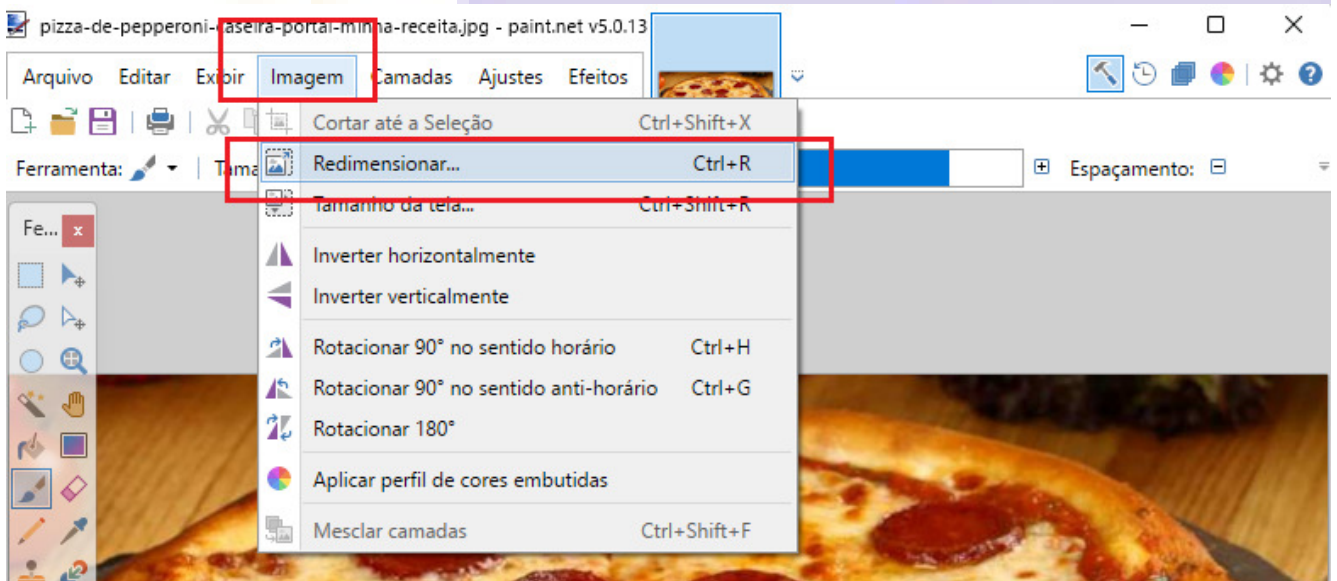 pizza-de-pepperoni-caseira-portal-minha-receita.jpg - paint.net v5.0.13
Arquivo Editar Exibir Imagem Camadas Ajustes Efeitos
Cortar até a Seleção Ctrl+Shift+X
Ferramenta: Tama
Redimensionar... Ctrl+R
Espaçamento:
Tamanho da tela... Ctrl+Shift+R
Fe... x
Inverter horizontalmente
Inverter verticalmente
Rotacionar 90° no sentido horário Ctrl+H
Rotacionar 90° no sentido anti-horário Ctrl+G
Rotacionar 180°
Aplicar perfil de cores embutidas
Mesclar camadas Ctrl+Shift+F